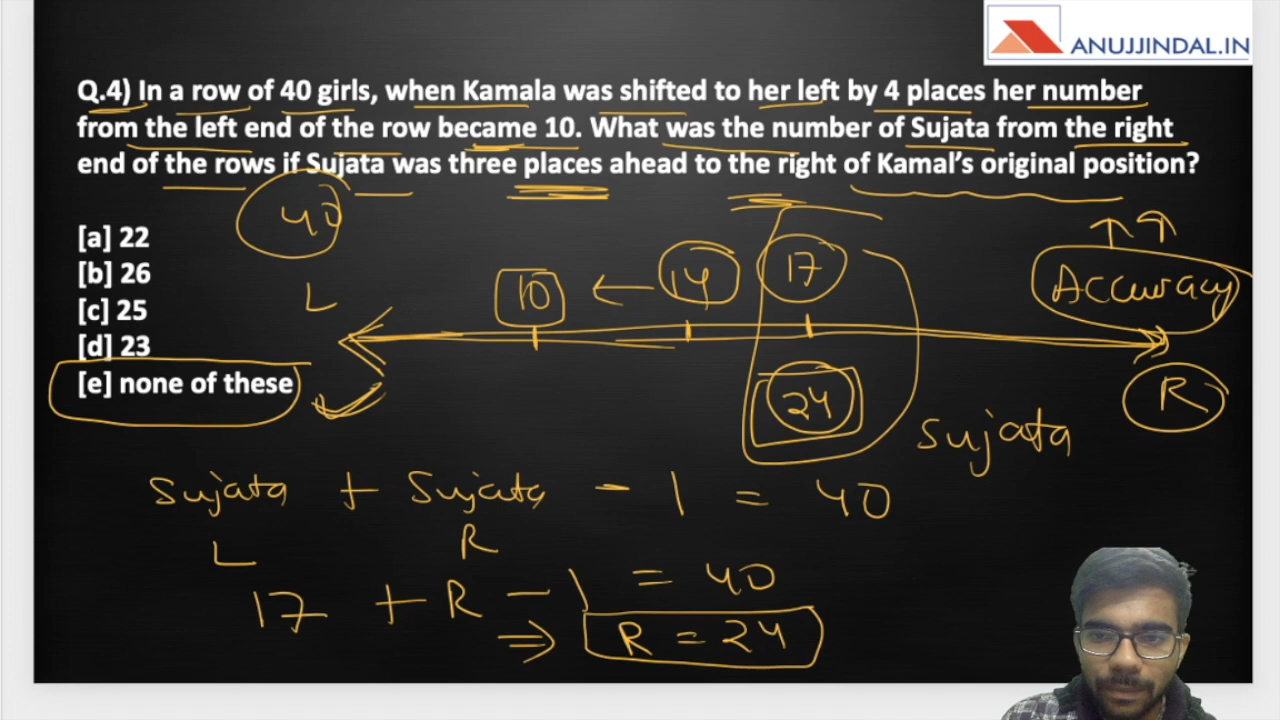 ANUJJINDAL.IN
Q.4) In a row of 40 girls, when Kamala was shifted to her left by 4 places her number
from the left end of the row became 10. What was the number of Sujata from the right
end of the rows if Sujata was three places ahead to the right of Kamal’s original position?
40
[a] 22
[b] 26
[c] 25
[d] 23
[e] none of these
L
10 ← 14 17
↑ ↑
Accuracy
24
R
Sujata
Sujata + Sujata - 1 = 40
L R
17 + R - 1 = 40
⇒ R = 24